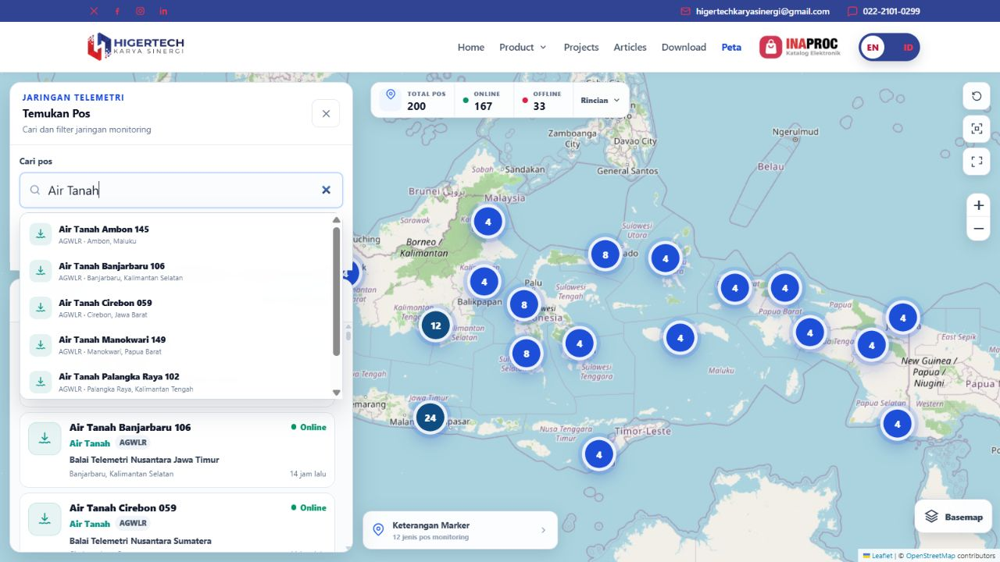 higertechkaryasinergi@gmail.com
022-2101-0299
HIGERTECH
KARYA SINERGI
Home
Product
Projects
Articles
Download
Peta
INAPROC
Katalog Elektronik
EN
ID
JARINGAN TELEMETRI
Temukan Pos
Cari dan filter jaringan monitoring
Cari pos
Air Tanah
Air Tanah Ambon 145
AGWLR · Ambon, Maluku
Air Tanah Banjarbaru 106
AGWLR · Banjarbaru, Kalimantan Selatan
Air Tanah Cirebon 059
AGWLR · Cirebon, Jawa Barat
Air Tanah Manokwari 149
AGWLR · Manokwari, Papua Barat
Air Tanah Palangka Raya 102
AGWLR · Palangka Raya, Kalimantan Tengah
Air Tanah Banjarbaru 106
Online
Air Tanah AGWLR
Balai Telemetri Nusantara Jawa Timur
Banjarbaru, Kalimantan Selatan
14 jam lalu
Air Tanah Cirebon 059
Online
Air Tanah AGWLR
Balai Telemetri Nusantara Sumatera
TOTAL POS
200
ONLINE
167
OFFLINE
33
Rincian
Zamboanga
City
Davao City
General Santos
Ngerulmud
Belau
Sabah
Sandakan
Brunei
Malaysia
Borneo /
Kalimantan
Balikpapan
Palu
Sulawesi
Utara
Sulawesi
Tengah
Sulawesi
Tenggara
Maluku
Papua Barat
Papua
New Guinea /
Papua /
Niugini
East Sepik
Papua Selatan
Western
Jawa Timur
Nusa Tenggara
Timur
Timor-Leste
4
8
4
4
8
12
8
4
4
4
4
4
4
4
24
4
4
Keterangan Marker
12 jenis pos monitoring
Basemap
Leaflet | © OpenStreetMap contributors